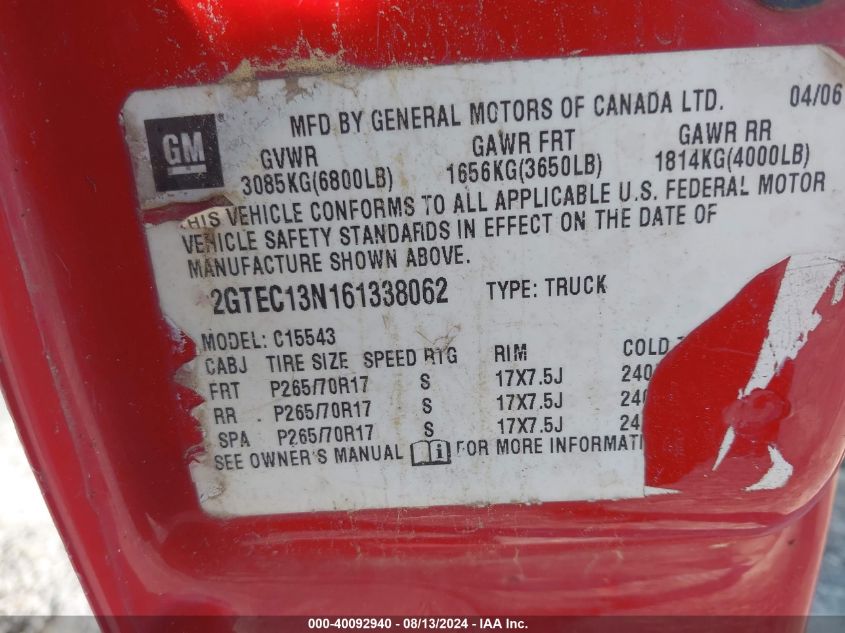 MFD BY GENERAL MOTORS OF CANADA LTD. 04/06
GM
GVWR GAWR FRT GAWR RR
3085KG(6800LB) 1656KG(3650LB) 1814KG(4000LB)
THIS VEHICLE CONFORMS TO ALL APPLICABLE U.S. FEDERAL MOTOR
VEHICLE SAFETY STANDARDS IN EFFECT ON THE DATE OF
MANUFACTURE SHOWN ABOVE.
2GTEC13N161338062 TYPE: TRUCK
MODEL: C15543
CABJ TIRE SIZE SPEED RTG RIM COLD
FRT P265/70R17 S 17X7.5J 240
RR P265/70R17 S 17X7.5J 240
SPA P265/70R17 S 17X7.5J 24
SEE OWNER'S MANUAL i FOR MORE INFORMATI
000-40092940 - 08/13/2024 - IAA Inc.